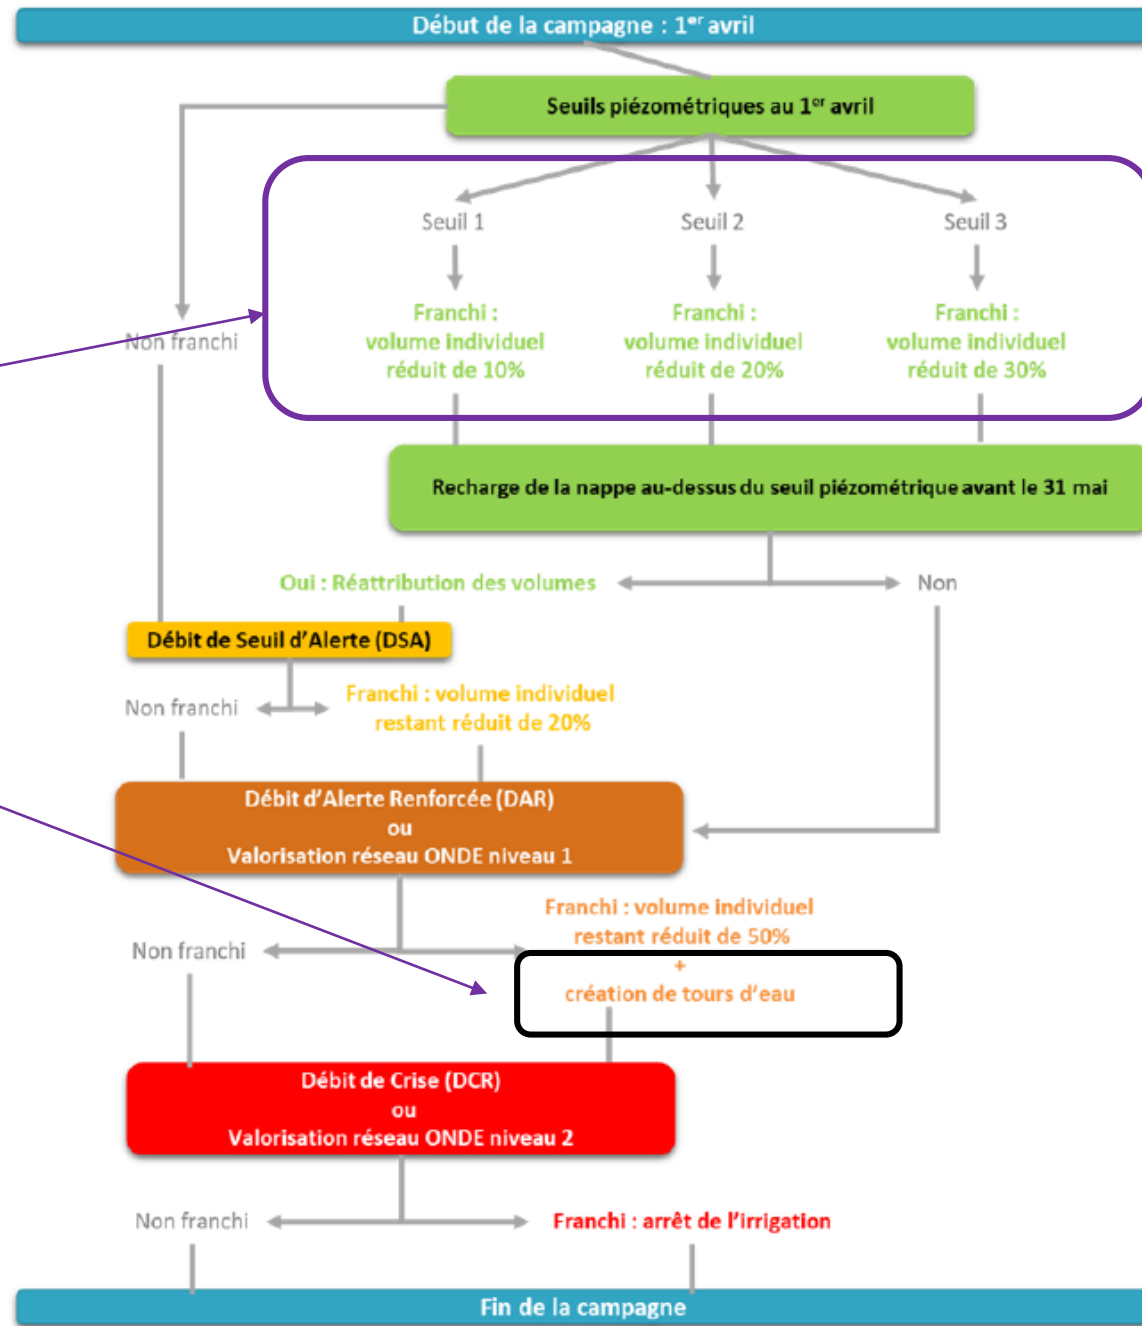 Début de la campagne : 1er avril
Seuils piézométriques au 1er avril
Seuil 1
Seuil 2
Seuil 3
Franchi :
volume individuel
réduit de 10%
Franchi :
volume individuel
réduit de 20%
Franchi :
volume individuel
réduit de 30%
Non franchi
Recharge de la nappe au-dessus du seuil piézométrique avant le 31 mai
Oui : Réattribution des volumes
Non
Débit de Seuil d'Alerte (DSA)
Non franchi
Franchi : volume individuel
restant réduit de 20%
Débit d'Alerte Renforcée (DAR)
ou
Valorisation réseau ONDE niveau 1
Non franchi
Franchi : volume individuel
restant réduit de 50%
+
création de tours d'eau
Débit de Crise (DCR)
ou
Valorisation réseau ONDE niveau 2
Non franchi
Franchi : arrêt de l'irrigation
Fin de la campagne